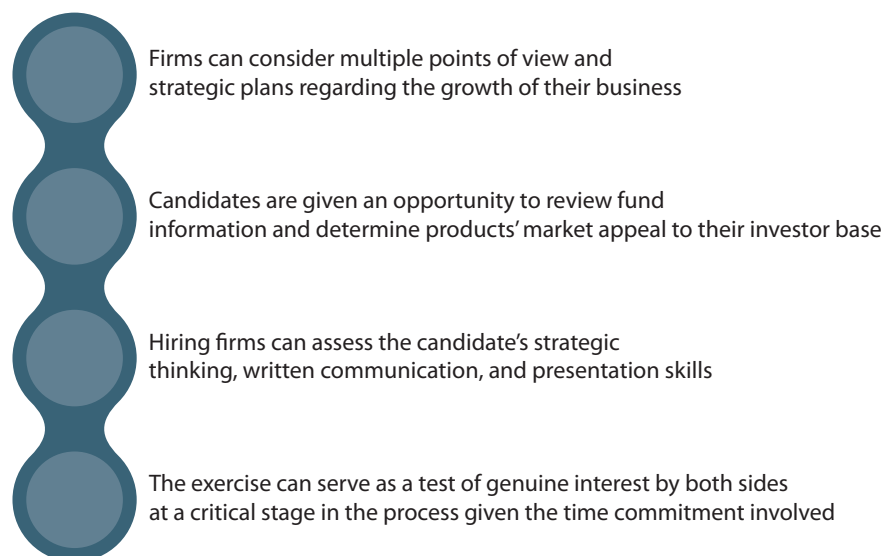 Firms can consider multiple points of view and
strategic plans regarding the growth of their business
Candidates are given an opportunity to review fund
information and determine products’ market appeal to their investor base
Hiring firms can assess the candidate’s strategic
thinking, written communication, and presentation skills
The exercise can serve as a test of genuine interest by both sides
at a critical stage in the process given the time commitment involved